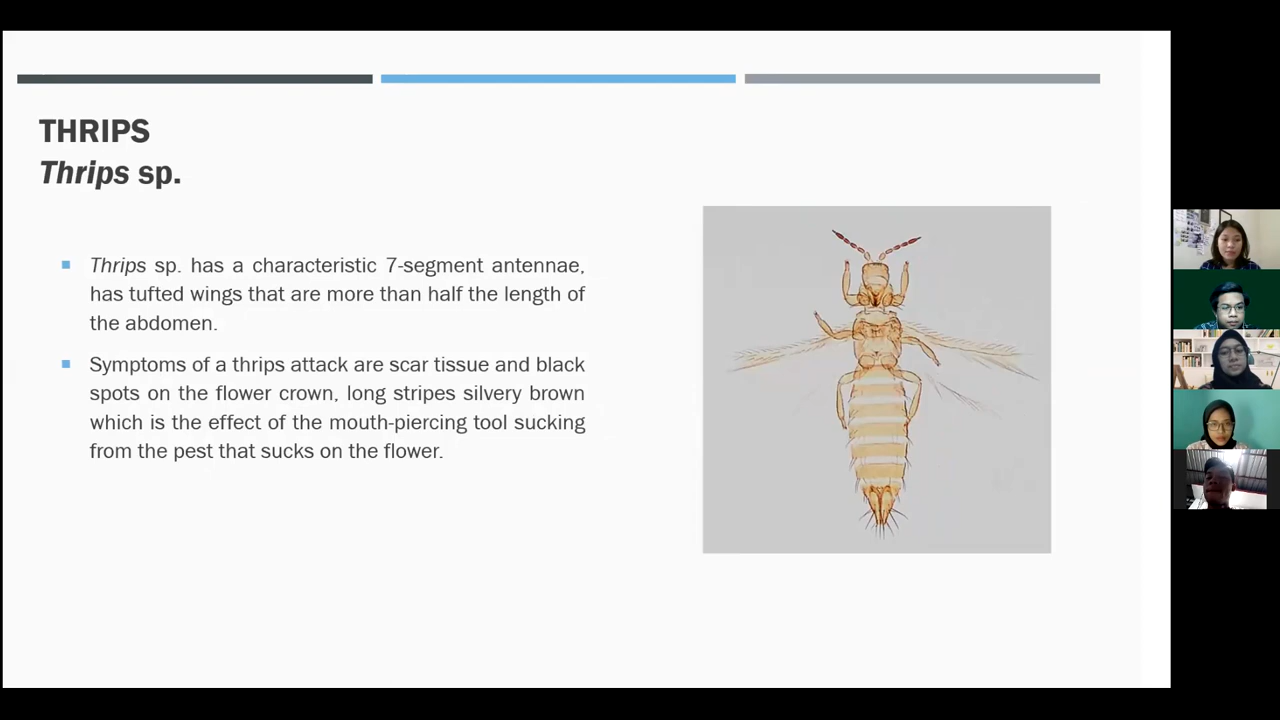 THRIPS
Thrips sp.
Thrips sp. has a characteristic 7-segment antennae,
has tufted wings that are more than half the length of
the abdomen.
Symptoms of a thrips attack are scar tissue and black
spots on the flower crown, long stripes silvery brown
which is the effect of the mouth-piercing tool sucking
from the pest that sucks on the flower.